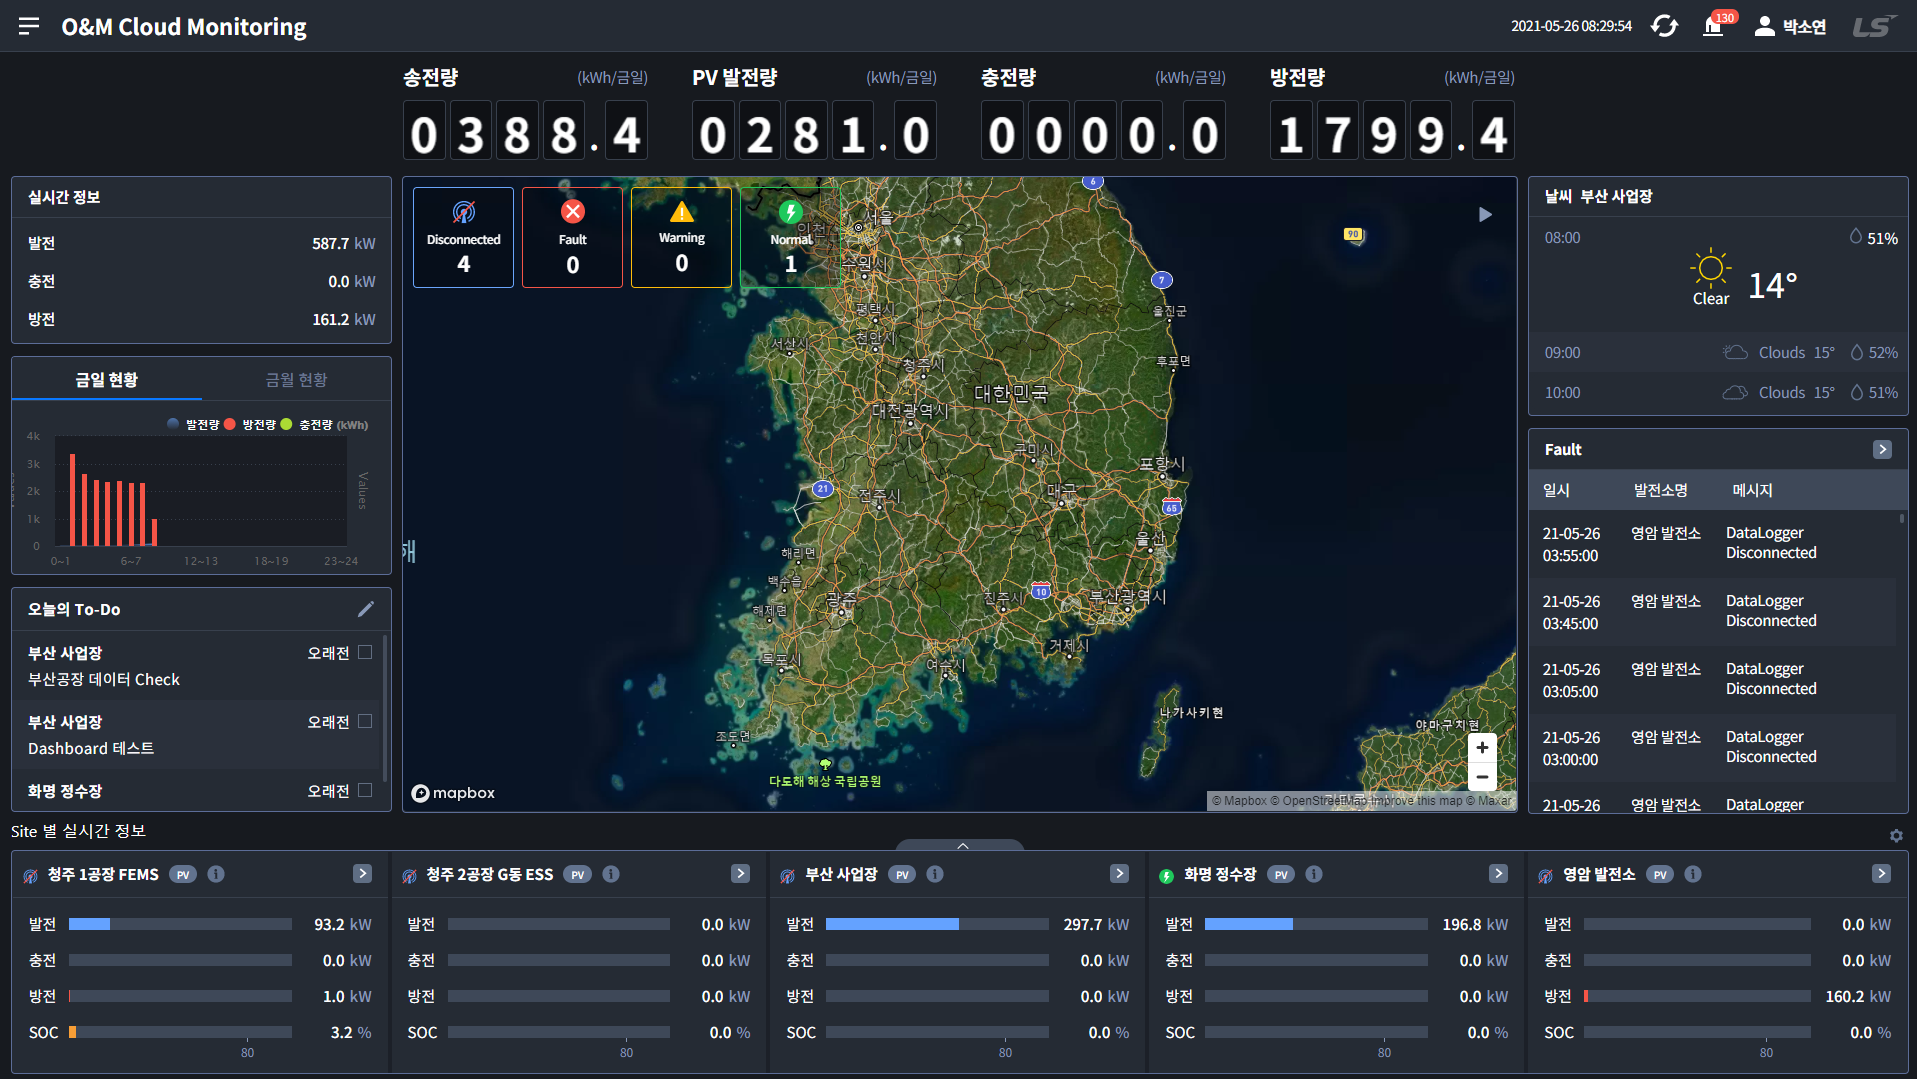 O&M Cloud Monitoring
2021-05-26 08:29:54
130
박소연
LS
송전량 (kWh/금일)
0388.4
PV 발전량 (kWh/금일)
0281.0
충전량 (kWh/금일)
0000.0
방전량 (kWh/금일)
1799.4
실시간 정보
발전 587.7 kW
충전 0.0 kW
방전 161.2 kW
금일 현황 금월 현황
발전량 방전량 충전량 (kWh)
4k
3k
2k
1k
0
Values
0~1 6~7 12~13 18~19 23~24
오늘의 To-Do
부산 사업장 오래전
부산공장 데이터 Check
부산 사업장 오래전
Dashboard 테스트
화명 정수장 오래전
Disconnected
4
Fault
0
Warning
0
Normal
1
6
90
서울
인천
수원시
7
울진군
평택시
천안시
서산시
청주시
후포면
대한민국
대전광역시
구미시
포항시
21
전주시
대구
65
울산
해리면
해
백수읍
10
광주
진주시
부산광역시
해제면
거제시
목포시
여수시
나가사키현
야마구치현
조도면
다도해 해상 국립공원
+
−
mapbox
© Mapbox © OpenStreetMap Improve this map © Maxar
날씨 부산 사업장
08:00 51%
Clear 14°
09:00 Clouds 15° 52%
10:00 Clouds 15° 51%
Fault
일시 발전소명 메시지
21-05-26 03:55:00 영암 발전소 DataLogger Disconnected
21-05-26 03:45:00 영암 발전소 DataLogger Disconnected
21-05-26 03:05:00 영암 발전소 DataLogger Disconnected
21-05-26 03:00:00 영암 발전소 DataLogger Disconnected
21-05-26 영암 발전소 DataLogger
Site 별 실시간 정보
청주 1공장 FEMS PV
발전 93.2 kW
충전 0.0 kW
방전 1.0 kW
SOC 3.2 %
80
청주 2공장 G동 ESS PV
발전 0.0 kW
충전 0.0 kW
방전 0.0 kW
SOC 0.0 %
80
부산 사업장 PV
발전 297.7 kW
충전 0.0 kW
방전 0.0 kW
SOC 0.0 %
80
화명 정수장 PV
발전 196.8 kW
충전 0.0 kW
방전 0.0 kW
SOC 0.0 %
80
영암 발전소 PV
발전 0.0 kW
충전 0.0 kW
방전 160.2 kW
SOC 0.0 %
80